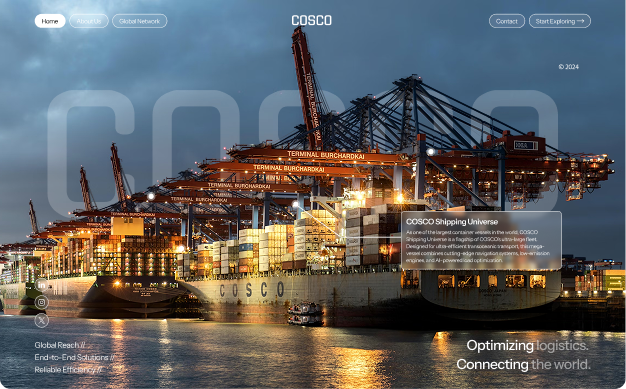 Home
About Us
Global Network
COSCO
Contact
Start Exploring
© 2024
COSCO
TERMINAL BURCHARDKAI
TERMINAL BURCHARDKAI
TERMINAL BURCHARDKAI
TERMINAL BURCHARDKAI
COSCO Shipping Universe
As one of the largest container vessels in the world, COSCO
Shipping Universe is a flagship of COSCO's ultra-large fleet.
Designed for ultra-efficient transoceanic transport, this mega-
vessel combines cutting-edge navigation systems, low-emission
engines, and AI-powered load optimization.
COSCO
Global Reach //
End-to-End Solutions //
Reliable Efficiency //
Optimizing logistics.
Connecting the world.